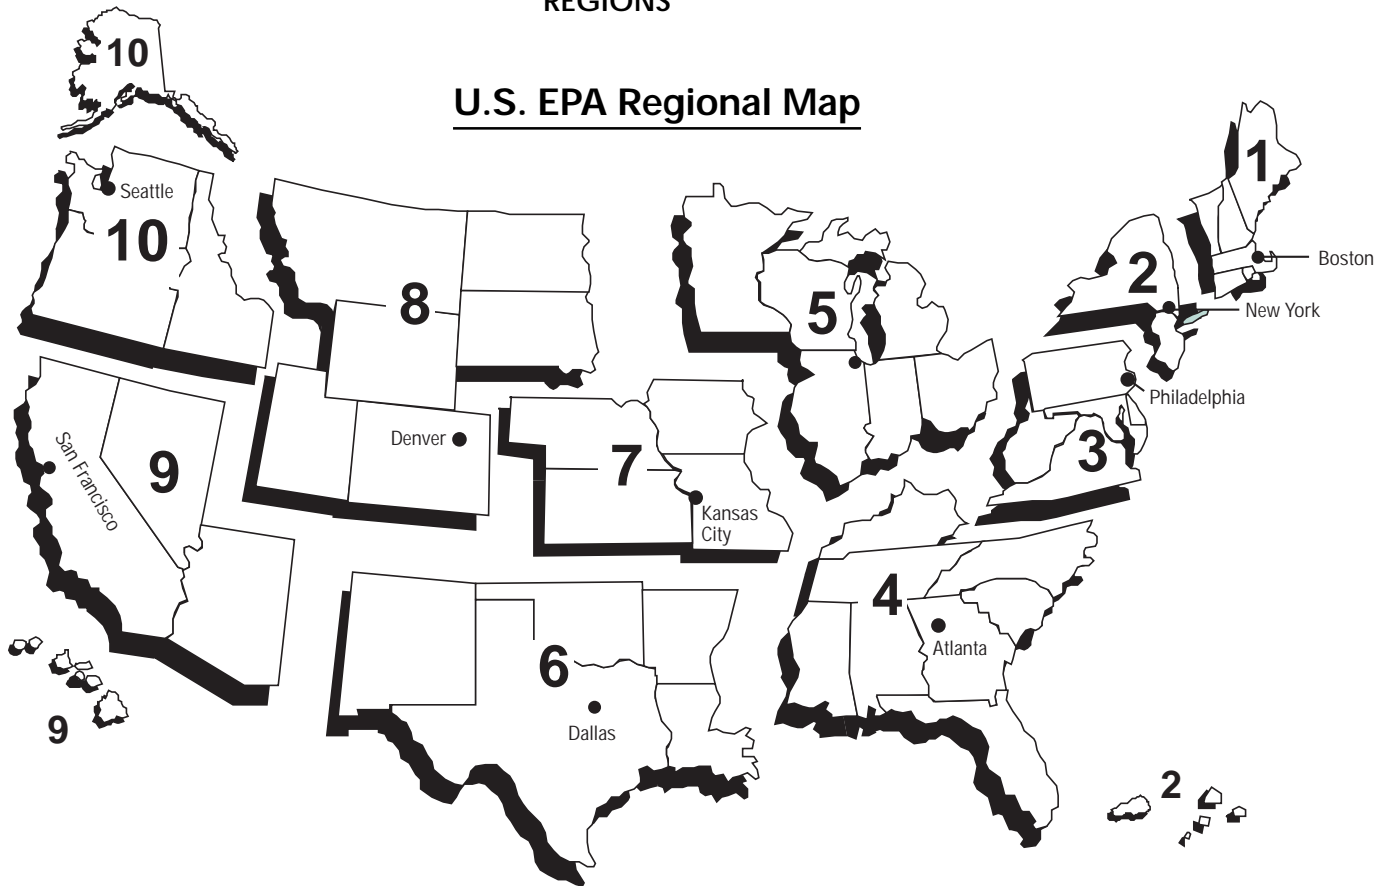 REGIONS
U.S. EPA Regional Map
10
1
Seattle
10
Boston
2
8
5
New York
Philadelphia
Denver
San Francisco
9
7
3
Kansas
City
4
Atlanta
6
Dallas
9
2